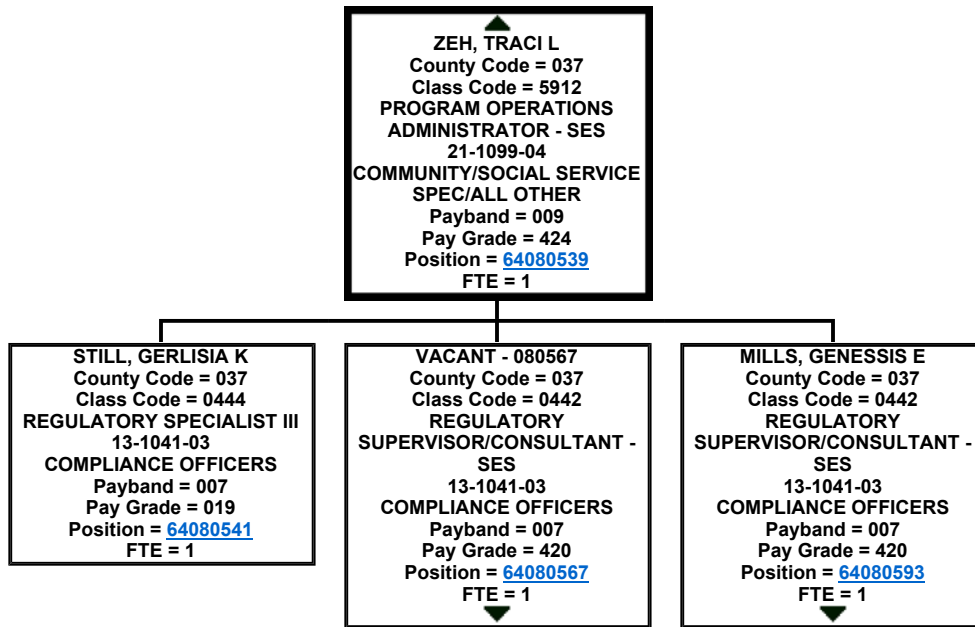 ZEH, TRACI L
County Code = 037
Class Code = 5912
PROGRAM OPERATIONS
ADMINISTRATOR - SES
21-1099-04
COMMUNITY/SOCIAL SERVICE
SPEC/ALL OTHER
Payband = 009
Pay Grade = 424
Position = 64080539
FTE = 1
STILL, GERLISIA K
County Code = 037
Class Code = 0444
REGULATORY SPECIALIST III
13-1041-03
COMPLIANCE OFFICERS
Payband = 007
Pay Grade = 019
Position = 64080541
FTE = 1
VACANT - 080567
County Code = 037
Class Code = 0442
REGULATORY
SUPERVISOR/CONSULTANT -
SES
13-1041-03
COMPLIANCE OFFICERS
Payband = 007
Pay Grade = 420
Position = 64080567
FTE = 1
MILLS, GENESSIS E
County Code = 037
Class Code = 0442
REGULATORY
SUPERVISOR/CONSULTANT -
SES
13-1041-03
COMPLIANCE OFFICERS
Payband = 007
Pay Grade = 420
Position = 64080593
FTE = 1